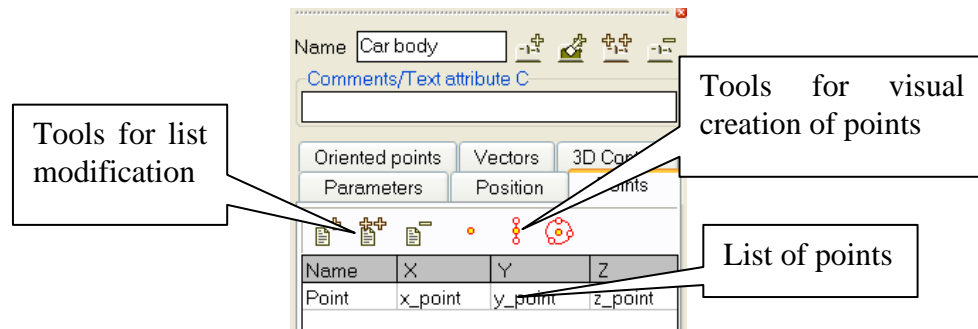 Name Car body
Comments/Text attribute C
Tools for visual
creation of points
Tools for list
modification
Oriented points Vectors 3D
Parameters Position
Name X Y Z
Point x_point y_point z_point
List of points